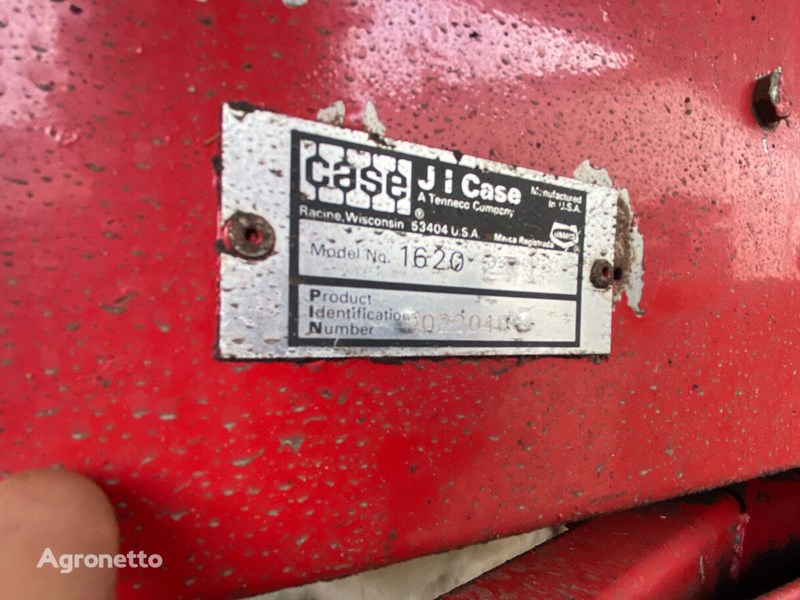 case
J I Case
A Tenneco Company
Manufactured
in U.S.A.
Racine, Wisconsin 53404 U.S.A.
Marca Registrada
®
Model No. 1620
Product
Identification
Number
Agronetto